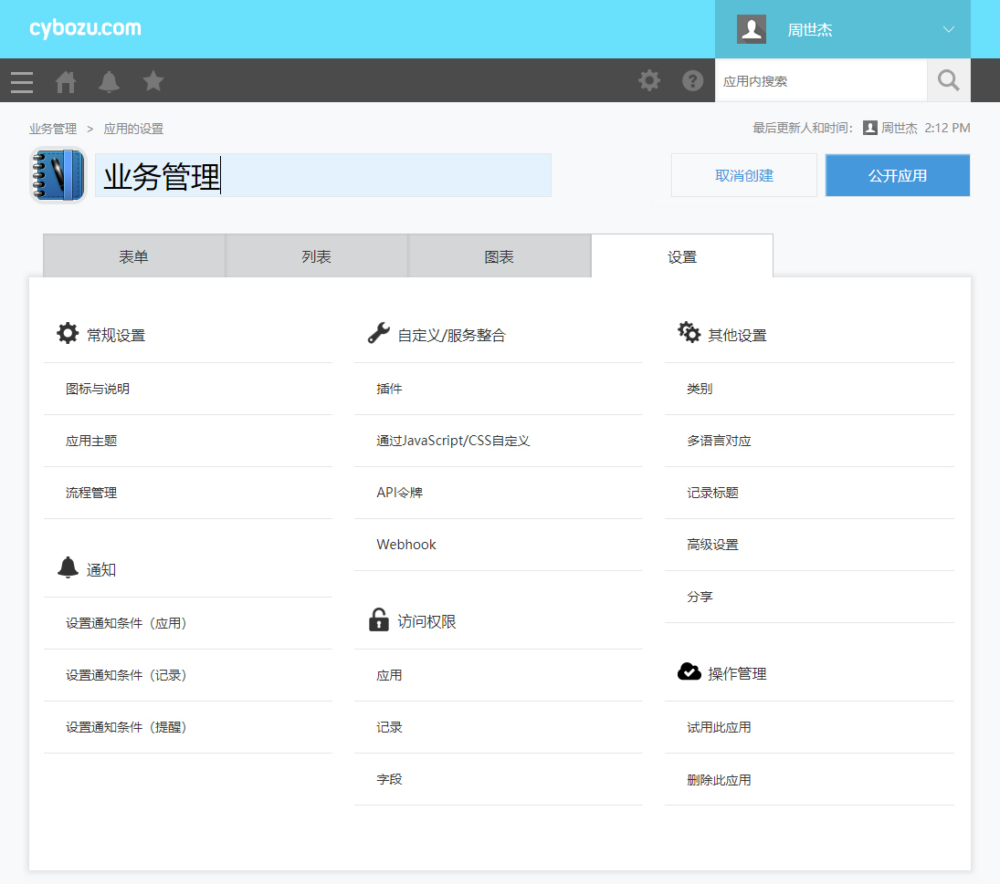 cybozu.com
周世杰
应用内搜索
业务管理 > 应用的设置
最后更新人和时间: 周世杰 2:12 PM
业务管理
取消创建
公开应用
表单
列表
图表
设置
常规设置
图标与说明
应用主题
流程管理
通知
设置通知条件（应用）
设置通知条件（记录）
设置通知条件（提醒）
自定义/服务整合
插件
通过JavaScript/CSS自定义
API令牌
Webhook
访问权限
应用
记录
字段
其他设置
类别
多语言对应
记录标题
高级设置
分享
操作管理
试用此应用
删除此应用